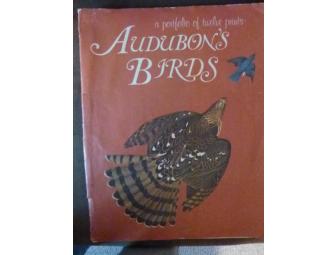 a portfolio of twelve prints
AUDUBON'S
BIRDS